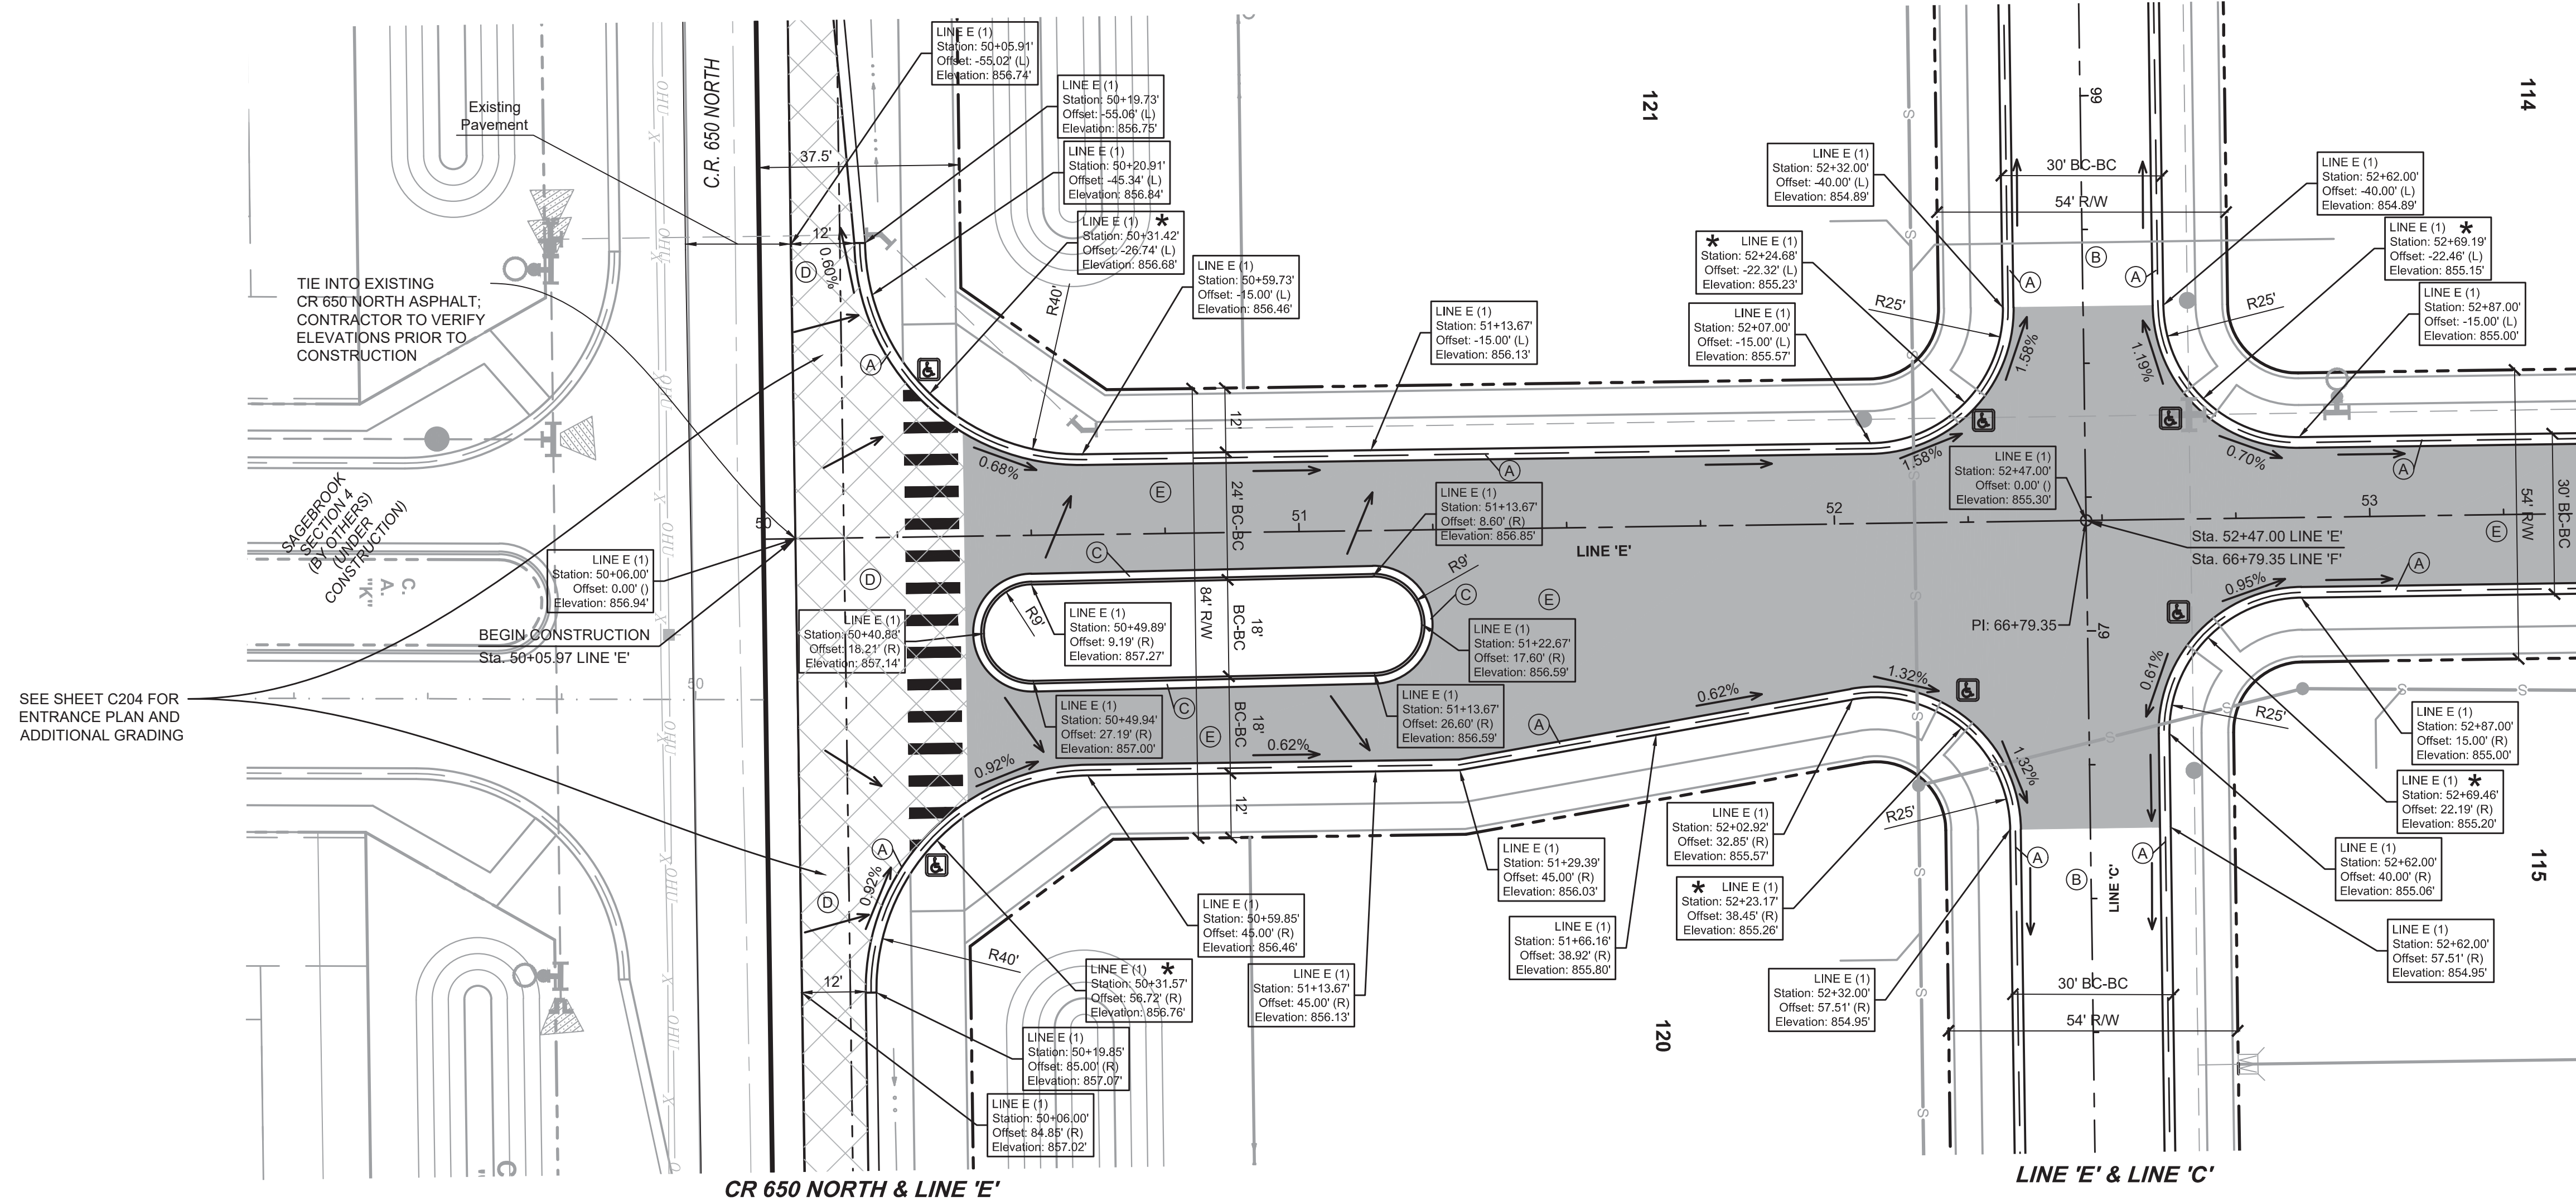 LINE E (1)
Station: 50+05.91'
Offset: -55.02' (L)
Elevation: 856.74'
LINE E (1)
Station: 50+19.73'
Offset: -55.06' (L)
Elevation: 856.75'
LINE E (1)
Station: 50+20.91'
Offset: -45.34' (L)
Elevation: 856.84'
LINE E (1) *
Station: 50+31.42'
Offset: -26.74' (L)
Elevation: 856.68'
LINE E (1)
Station: 50+59.73'
Offset: -15.00' (L)
Elevation: 856.46'
LINE E (1)
Station: 51+13.67'
Offset: -15.00' (L)
Elevation: 856.13'
Existing
Pavement
C.R. 650 NORTH
OHU
X
37.5'
12'
0.60%
D
A
R40'
TIE INTO EXISTING
CR 650 NORTH ASPHALT;
CONTRACTOR TO VERIFY
ELEVATIONS PRIOR TO
CONSTRUCTION
121
114
LINE E (1)
Station: 52+32.00'
Offset: -40.00' (L)
Elevation: 854.89'
* LINE E (1)
Station: 52+24.68'
Offset: -22.32' (L)
Elevation: 855.23'
LINE E (1)
Station: 52+07.00'
Offset: -15.00' (L)
Elevation: 855.57'
66
30' BC-BC
54' R/W
B
A
A
R25'
R25'
1.58%
1.19%
LINE E (1)
Station: 52+62.00'
Offset: -40.00' (L)
Elevation: 854.89'
LINE E (1) *
Station: 52+69.19'
Offset: -22.46' (L)
Elevation: 855.15'
LINE E (1)
Station: 52+87.00'
Offset: -15.00' (L)
Elevation: 855.00'
0.68%
12'
24' BC-BC
84' R/W
18'
BC-BC
18'
BC-BC
12'
E
A
1.58%
0.70%
A
LINE E (1)
Station: 52+47.00'
Offset: 0.00' ()
Elevation: 855.30'
50
51
52
53
54' R/W
30' BC-BC
E
Sta. 52+47.00 LINE 'E'
Sta. 66+79.35 LINE 'F'
LINE E (1)
Station: 51+13.67'
Offset: 8.60' (R)
Elevation: 856.85'
LINE 'E'
SAGEBROOK
SECTION 4
(BY OTHERS)
(UNDER
CONSTRUCTION)
C.
A.
"K"
LINE E (1)
Station: 50+06.00'
Offset: 0.00' ()
Elevation: 856.94'
BEGIN CONSTRUCTION
Sta. 50+05.97 LINE 'E'
D
C
R9'
R9'
C
E
LINE E (1)
Station: 50+40.88'
Offset: 18.21' (R)
Elevation: 857.14'
LINE E (1)
Station: 50+49.89'
Offset: 9.19' (R)
Elevation: 857.27'
LINE E (1)
Station: 51+22.67'
Offset: 17.60' (R)
Elevation: 856.59'
PI: 66+79.35
67
0.95%
A
0.61%
SEE SHEET C204 FOR
ENTRANCE PLAN AND
ADDITIONAL GRADING
50
LINE E (1)
Station: 50+49.94'
Offset: 27.19' (R)
Elevation: 857.00'
C
E
LINE E (1)
Station: 51+13.67'
Offset: 26.60' (R)
Elevation: 856.59'
0.92%
0.62%
0.62%
A
1.32%
1.32%
R25'
R25'
LINE E (1)
Station: 52+87.00'
Offset: 15.00' (R)
Elevation: 855.00'
LINE E (1) *
Station: 52+69.46'
Offset: 22.19' (R)
Elevation: 855.20'
LINE E (1)
Station: 52+62.00'
Offset: 40.00' (R)
Elevation: 855.06'
LINE E (1)
Station: 52+62.00'
Offset: 57.51' (R)
Elevation: 854.95'
115
A
0.92%
D
R40'
12'
LINE E (1)
Station: 50+59.85'
Offset: 45.00' (R)
Elevation: 856.46'
LINE E (1) *
Station: 50+31.57'
Offset: 56.72' (R)
Elevation: 856.76'
LINE E (1)
Station: 51+13.67'
Offset: 45.00' (R)
Elevation: 856.13'
LINE E (1)
Station: 50+19.85'
Offset: 85.00' (R)
Elevation: 857.07'
LINE E (1)
Station: 50+06.00'
Offset: 84.85' (R)
Elevation: 857.02'
LINE E (1)
Station: 51+29.39'
Offset: 45.00' (R)
Elevation: 856.03'
LINE E (1)
Station: 51+66.16'
Offset: 38.92' (R)
Elevation: 855.80'
LINE E (1)
Station: 52+02.92'
Offset: 32.85' (R)
Elevation: 855.57'
* LINE E (1)
Station: 52+23.17'
Offset: 38.45' (R)
Elevation: 855.26'
LINE E (1)
Station: 52+32.00'
Offset: 57.51' (R)
Elevation: 854.95'
120
A
B
A
LINE 'C'
30' BC-BC
54' R/W
CR 650 NORTH & LINE 'E'
LINE 'E' & LINE 'C'